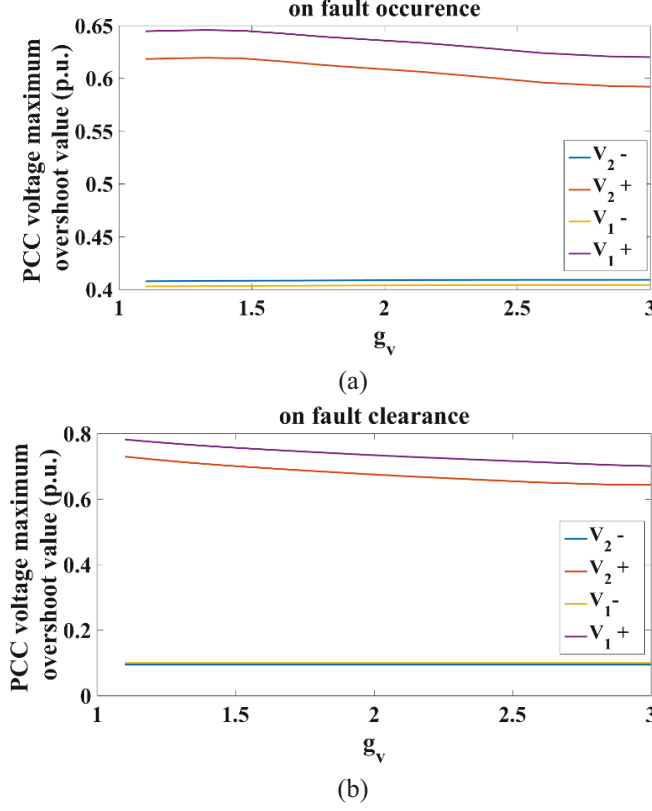 on fault occurence
PCC voltage maximum
overshoot value (p.u.)
0.65
0.6
0.55
0.5
0.45
0.4
V2 -
V2 +
V1 -
V1 +
1
1.5
2
2.5
3
gv
(a)
on fault clearance
PCC voltage maximum
overshoot value (p.u.)
0.8
0.6
0.4
0.2
0
V2 -
V2 +
V1-
V1 +
1
1.5
2
2.5
3
gv
(b)